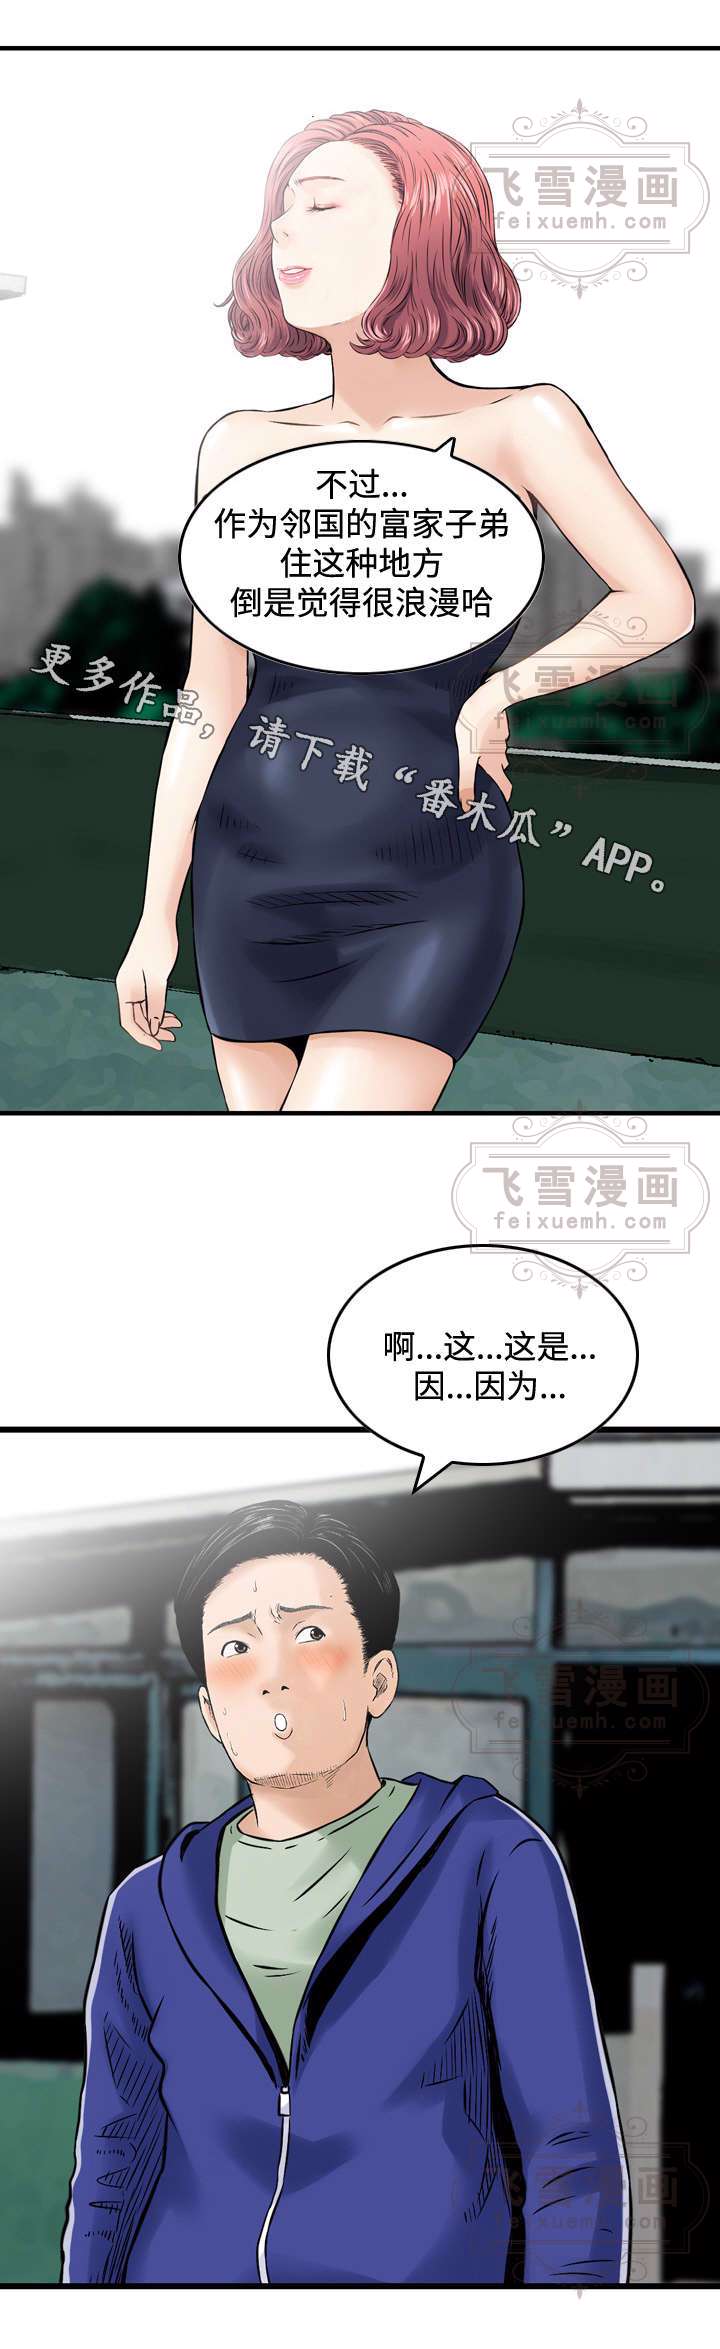 飞雪漫画
feixuemh.com
不过...
作为邻国的富家子弟
住这种地方
倒是觉得很浪漫哈
飞雪漫画
feixuemh.com
更多作品，请下载“番木瓜”APP。
飞雪漫画
feixuemh.com
啊...这...这是...
因...因为...
飞雪漫画
feixuemh.com
飞雪漫画
feixuemh.com